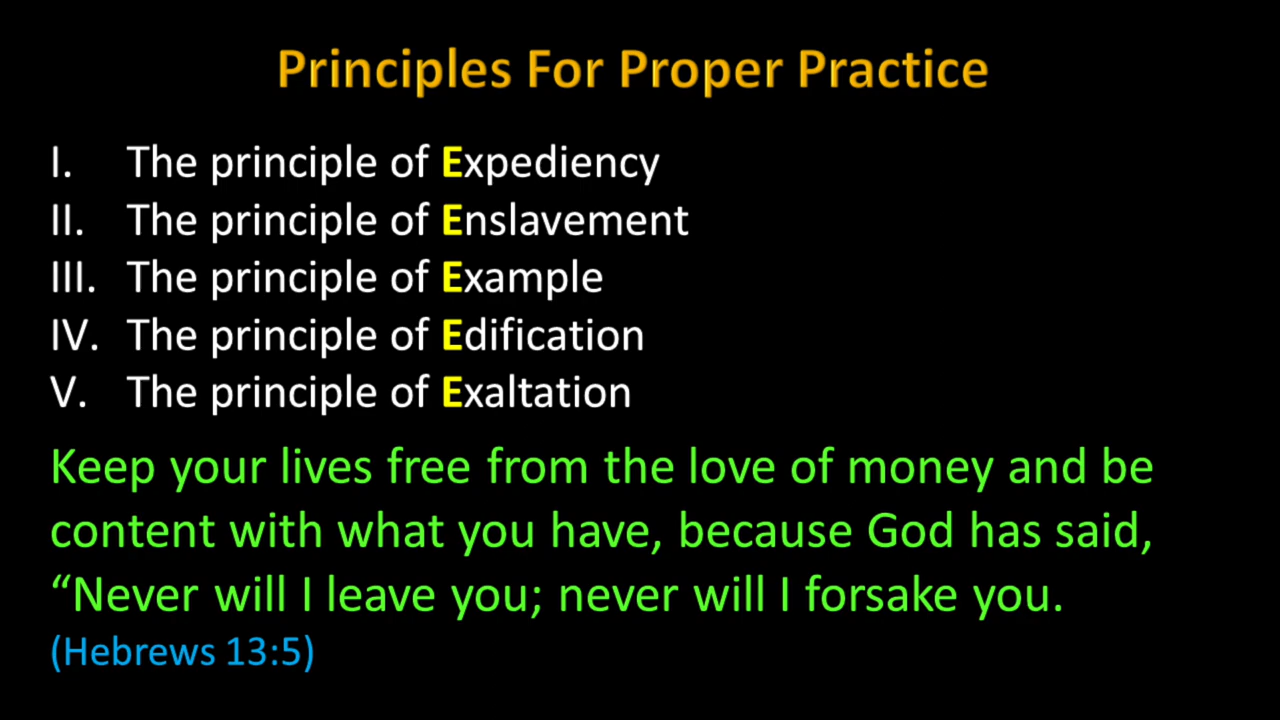 Principles For Proper Practice
I. The principle of Expediency
II. The principle of Enslavement
III. The principle of Example
IV. The principle of Edification
V. The principle of Exaltation
Keep your lives free from the love of money and be
content with what you have, because God has said,
“Never will I leave you; never will I forsake you.
(Hebrews 13:5)